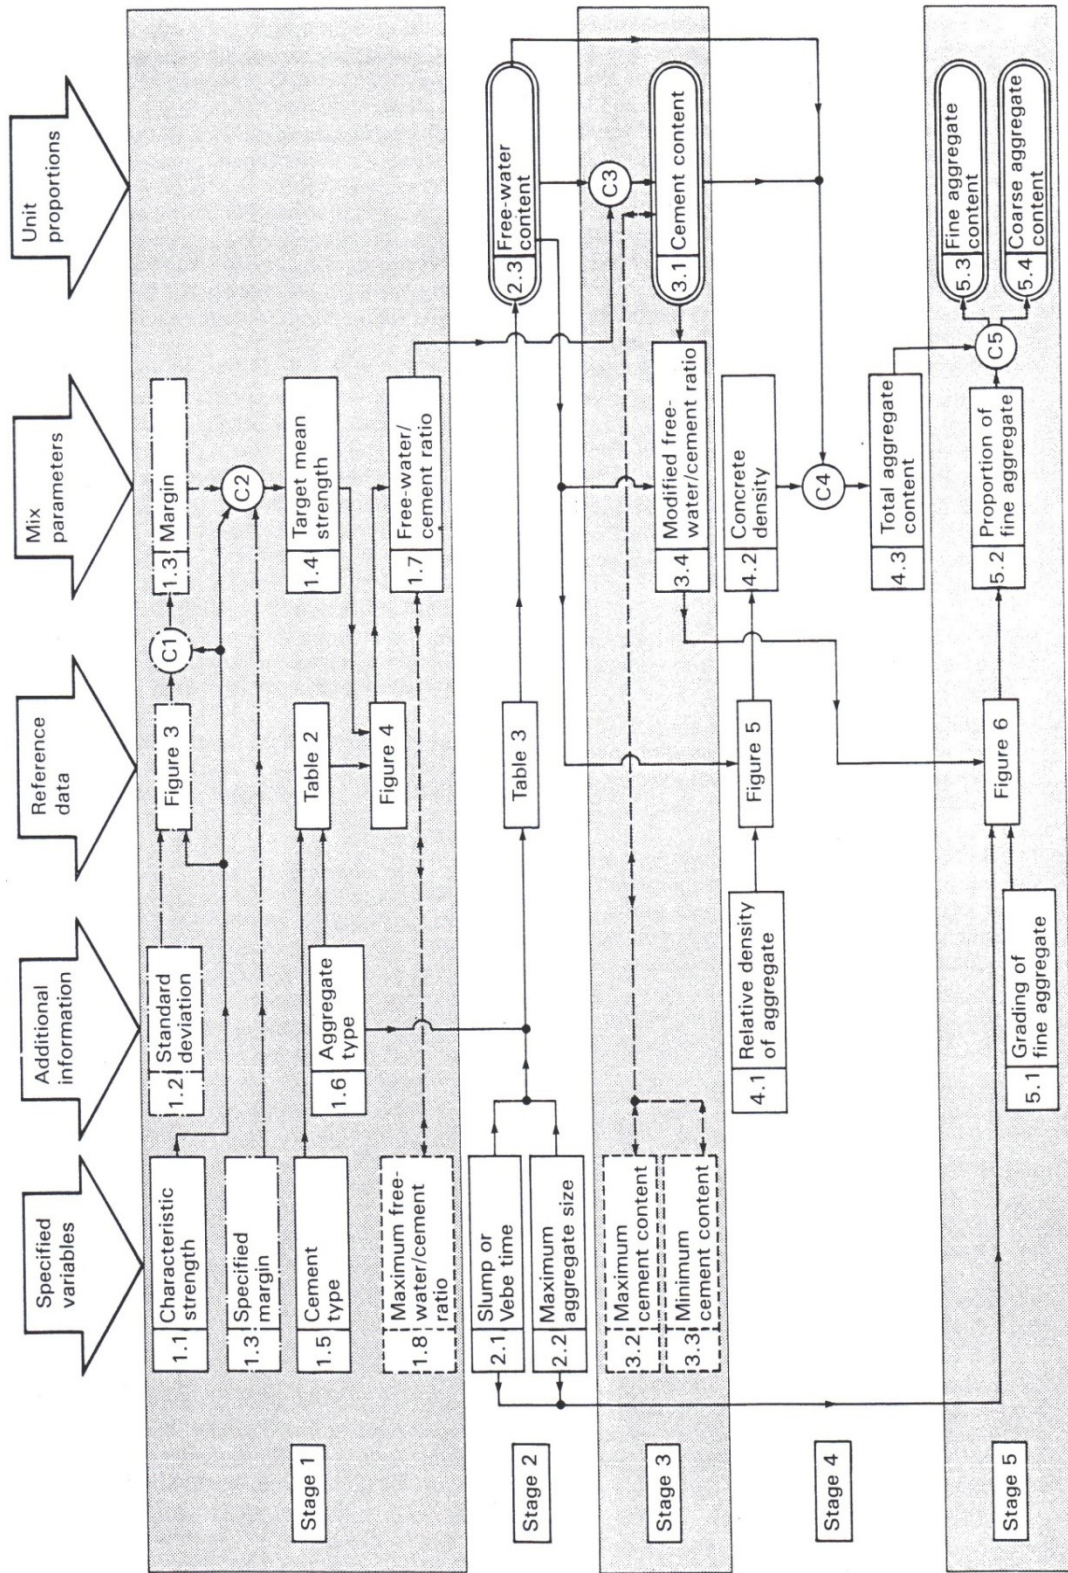 Specified
variables
Additional
information
Reference
data
Mix
parameters
Unit
proportions
Stage 1
1.1 Characteristic
strength
1.2 Standard
deviation
Figure 3
C1
1.3 Margin
1.3 Specified
margin
C2
1.5 Cement
type
1.6 Aggregate
type
Table 2
1.4 Target mean
strength
Figure 4
1.8 Maximum free-
water/cement
ratio
1.7 Free-water/
cement ratio
Stage 2
2.1 Slump or
Vebe time
2.2 Maximum
aggregate size
Table 3
2.3 Free-water
content
C3
Stage 3
3.2 Maximum
cement content
3.3 Minimum
cement content
3.4 Modified free-
water/cement ratio
3.1 Cement content
Stage 4
4.1 Relative density
of aggregate
Figure 5
4.2 Concrete
density
C4
4.3 Total aggregate
content
Stage 5
5.1 Grading of
fine aggregate
Figure 6
5.2 Proportion of
fine aggregate
C5
5.3 Fine aggregate
content
5.4 Coarse aggregate
content